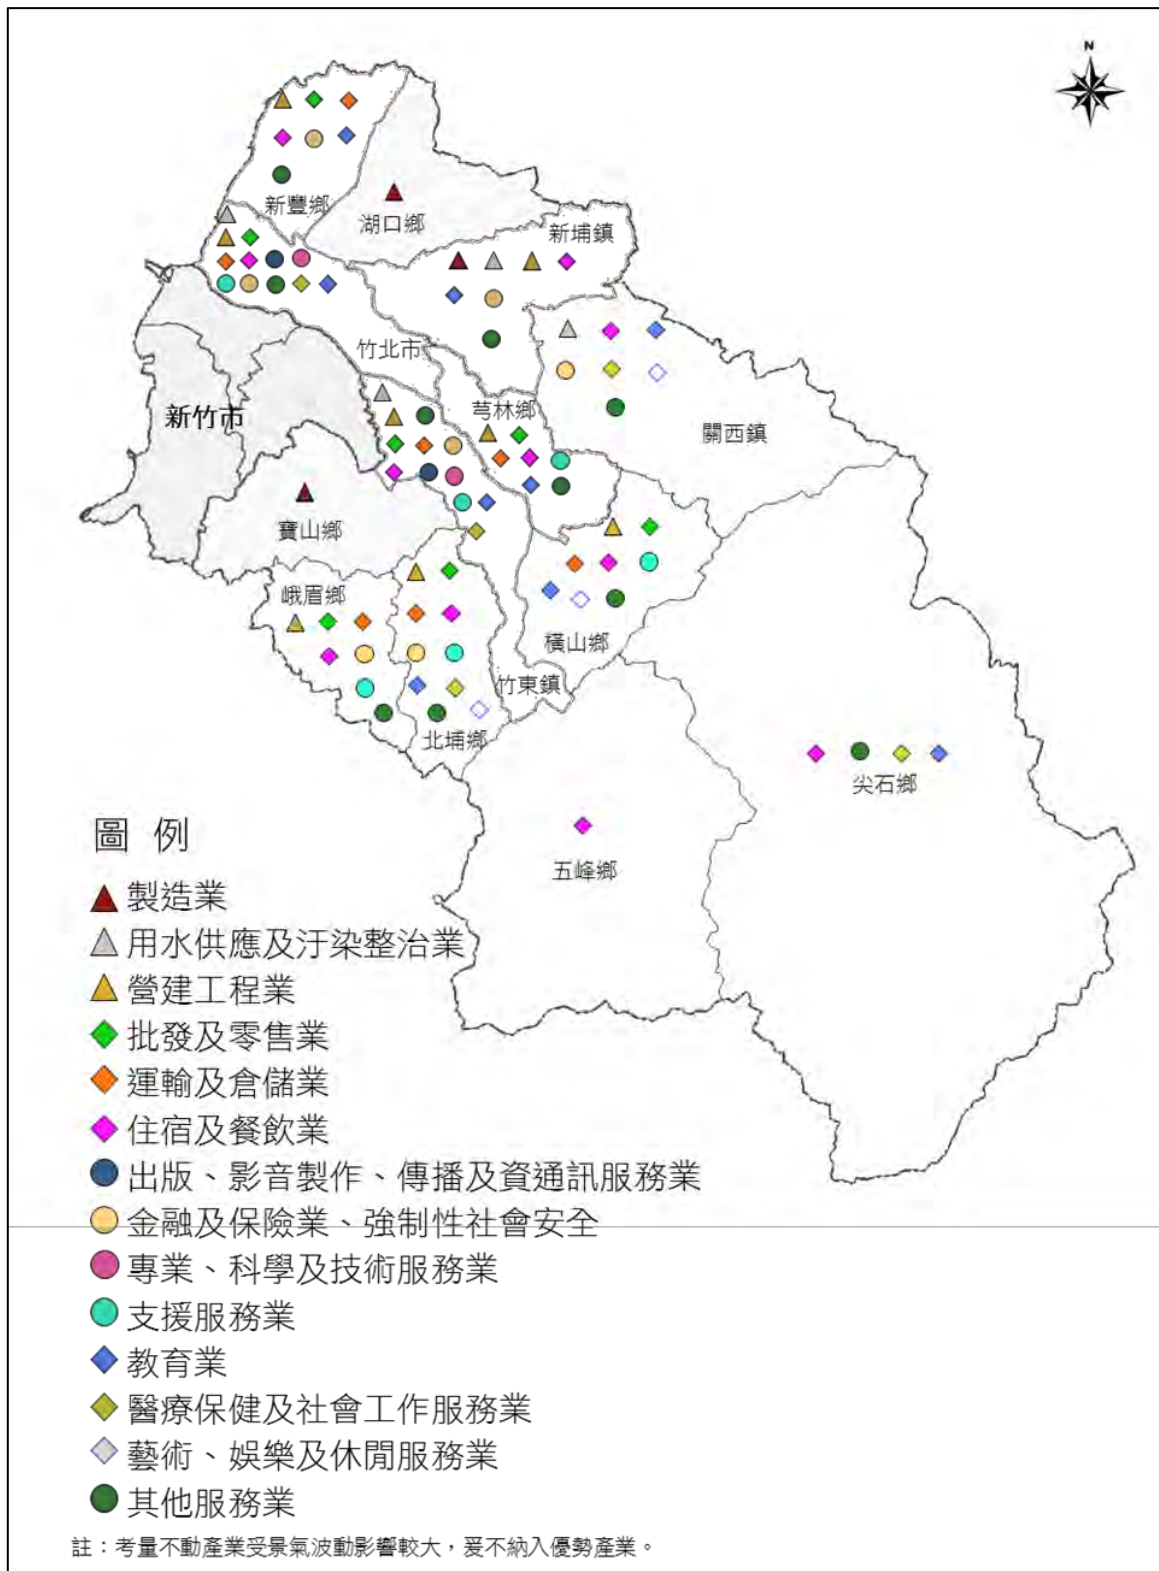 N
新豐鄉
湖口鄉
新埔鎮
竹北市
芎林鄉
新竹市
關西鎮
寶山鄉
峨眉鄉
橫山鄉
竹東鎮
北埔鄉
尖石鄉
五峰鄉
圖 例
製造業
用水供應及汙染整治業
營建工程業
批發及零售業
運輸及倉儲業
住宿及餐飲業
出版、影音製作、傳播及資通訊服務業
金融及保險業、強制性社會安全
專業、科學及技術服務業
支援服務業
教育業
醫療保健及社會工作服務業
藝術、娛樂及休閒服務業
其他服務業
註：考量不動產業受景氣波動影響較大，爰不納入優勢產業。